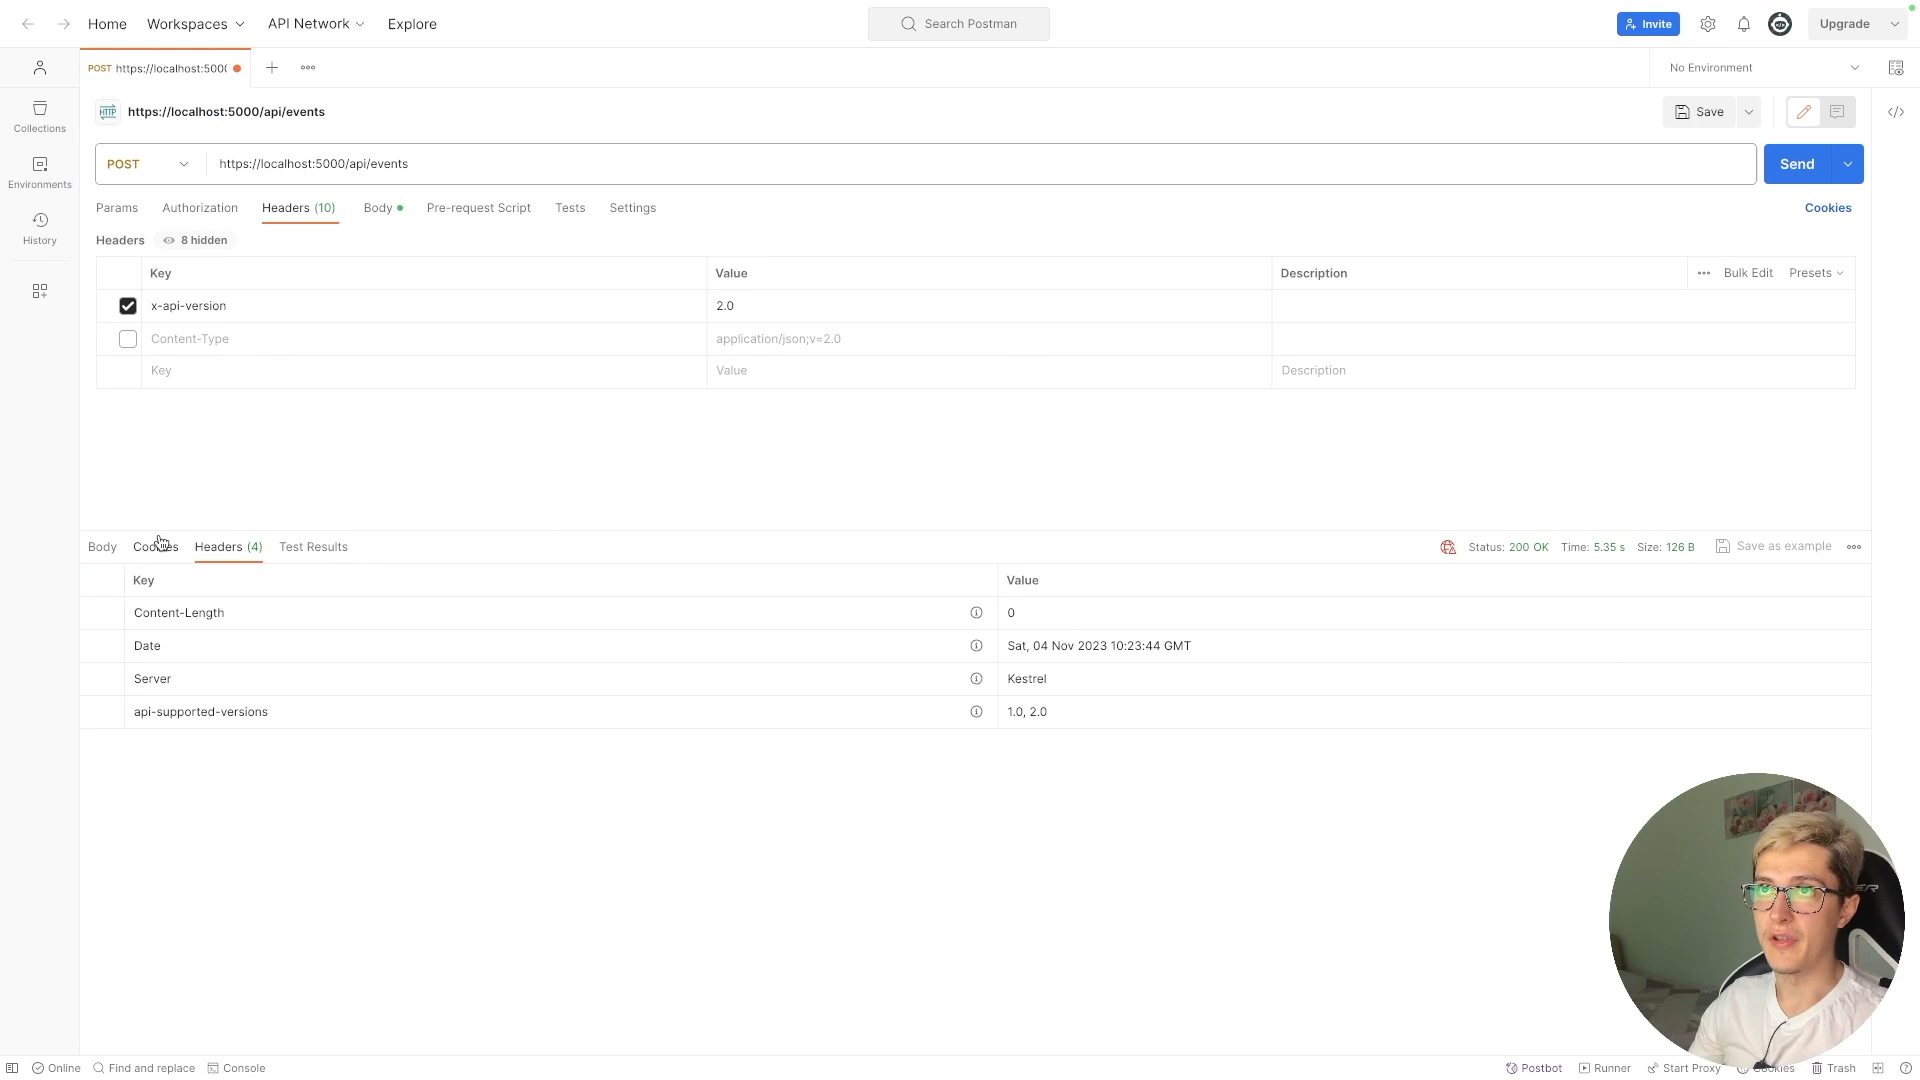 Home Workspaces API Network Explore Search Postman Invite Upgrade
POST https://localhost:500 No Environment
HTTP https://localhost:5000/api/events Save
Collections
POST https://localhost:5000/api/events Send
Environments
Params Authorization Headers (10) Body Pre-request Script Tests Settings Cookies
History
Headers 8 hidden
Key Value Description Bulk Edit Presets
x-api-version 2.0
Content-Type application/json;v=2.0
Key Value Description
Body Cookies Headers (4) Test Results Status: 200 OK Time: 5.35 s Size: 126 B Save as example
Key Value
Content-Length 0
Date Sat, 04 Nov 2023 10:23:44 GMT
Server Kestrel
api-supported-versions 1.0, 2.0
Online Find and replace Console Postbot Runner Start Proxy Cookies Trash